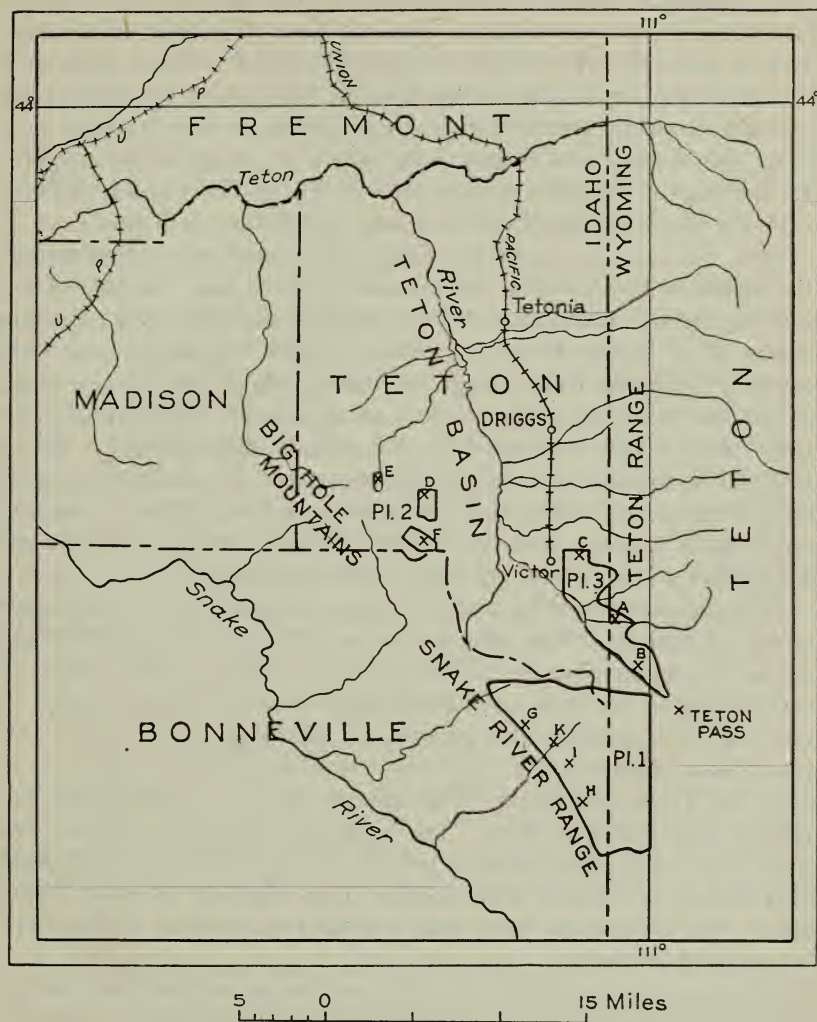 111°
UNION
P
U
44°
44°
FREMONT
Teton
River
IDAHO
WYOMING
PACIFIC
P
U
Tetonia
TETON
BASIN
TETON
MADISON
DRIGGS
TETON RANGE
TETON
BIG HOLE
MOUNTAINS
E
D
Pl. 2
F
C
Victor
Pl. 3
A
B
Snake
TETON
PASS
SNAKE RIVER RANGE
BONNEVILLE
G
K
I
H
Pl. 1
River
111°
5 0 15 Miles